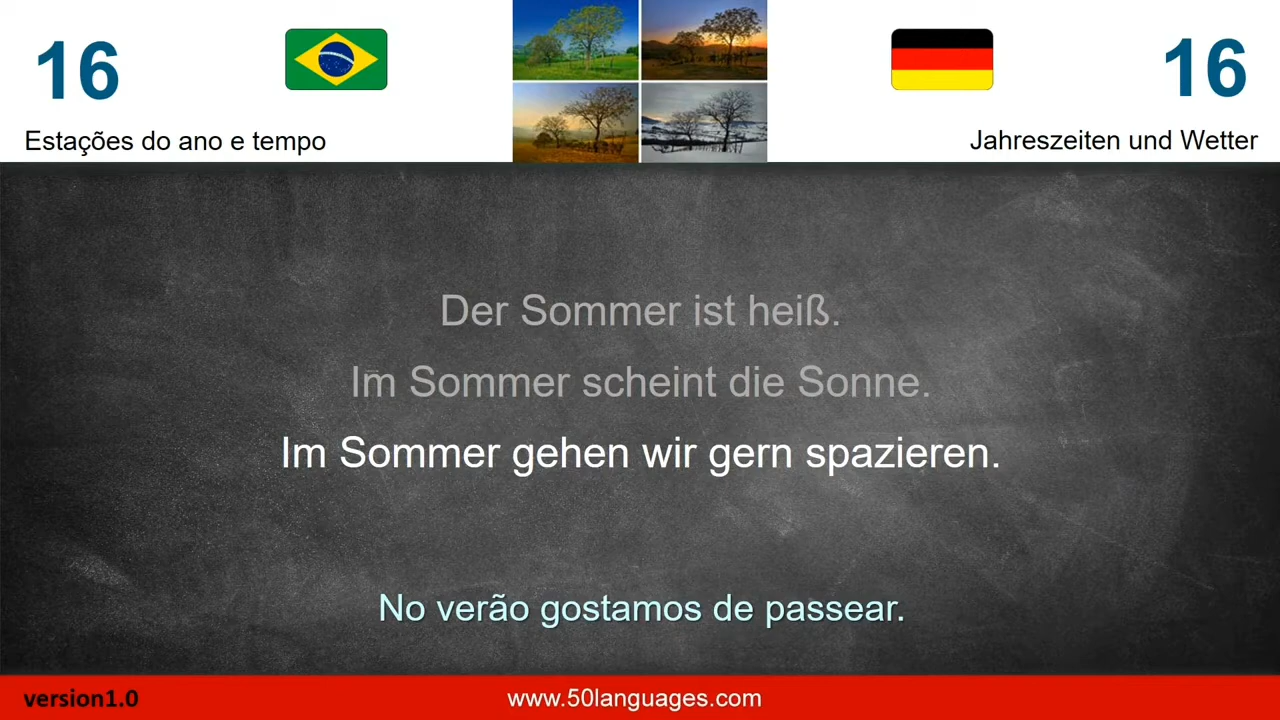 16
16
Estações do ano e tempo
Jahreszeiten und Wetter
Der Sommer ist heiß.
Im Sommer scheint die Sonne.
Im Sommer gehen wir gern spazieren.
No verão gostamos de passear.
version1.0
www.50languages.com